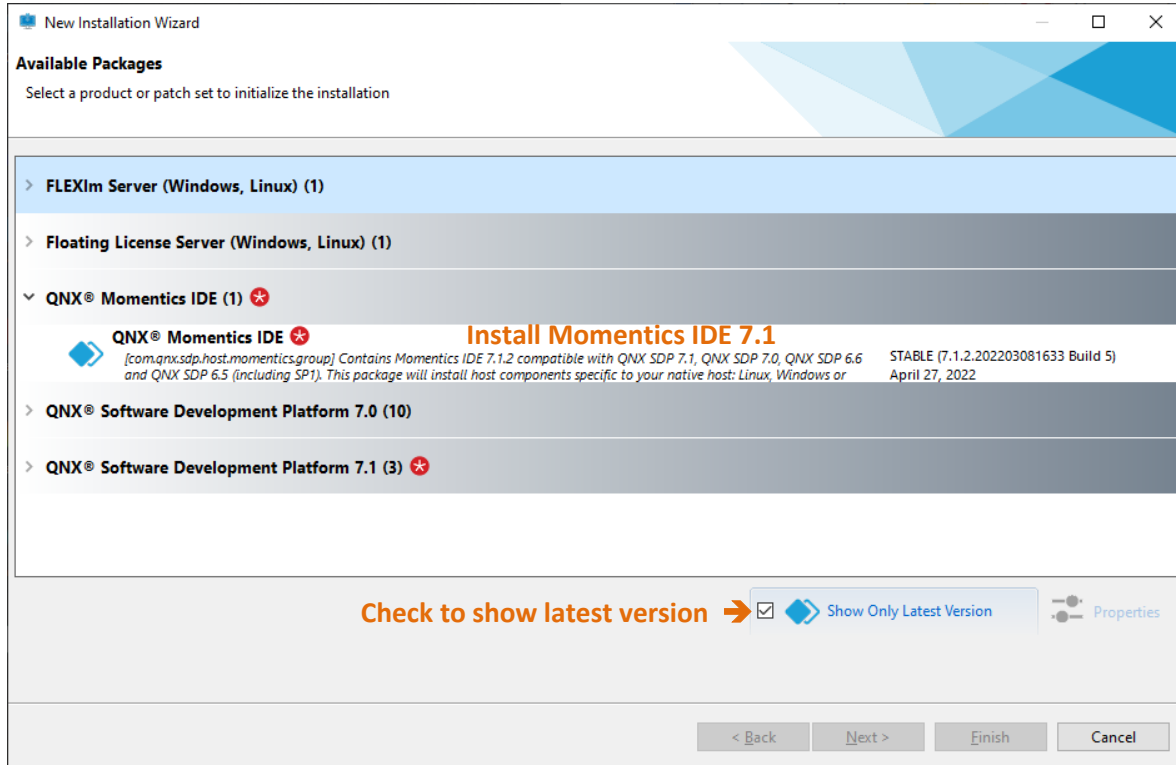 New Installation Wizard
Available Packages
Select a product or patch set to initialize the installation
FLEXlm Server (Windows, Linux) (1)
Floating License Server (Windows, Linux) (1)
QNX® Momentics IDE (1)
QNX® Momentics IDE
Install Momentics IDE 7.1
[com.qnx.sdp.host.momentics.group] Contains Momentics IDE 7.1.2 compatible with QNX SDP 7.1, QNX SDP 7.0, QNX SDP 6.6
and QNX SDP 6.5 (including SP1). This package will install host components specific to your native host: Linux, Windows or
STABLE (7.1.2.202203081633 Build 5)
April 27, 2022
QNX® Software Development Platform 7.0 (10)
QNX® Software Development Platform 7.1 (3)
Check to show latest version ➔
Show Only Latest Version
Properties
< Back
Next >
Finish
Cancel